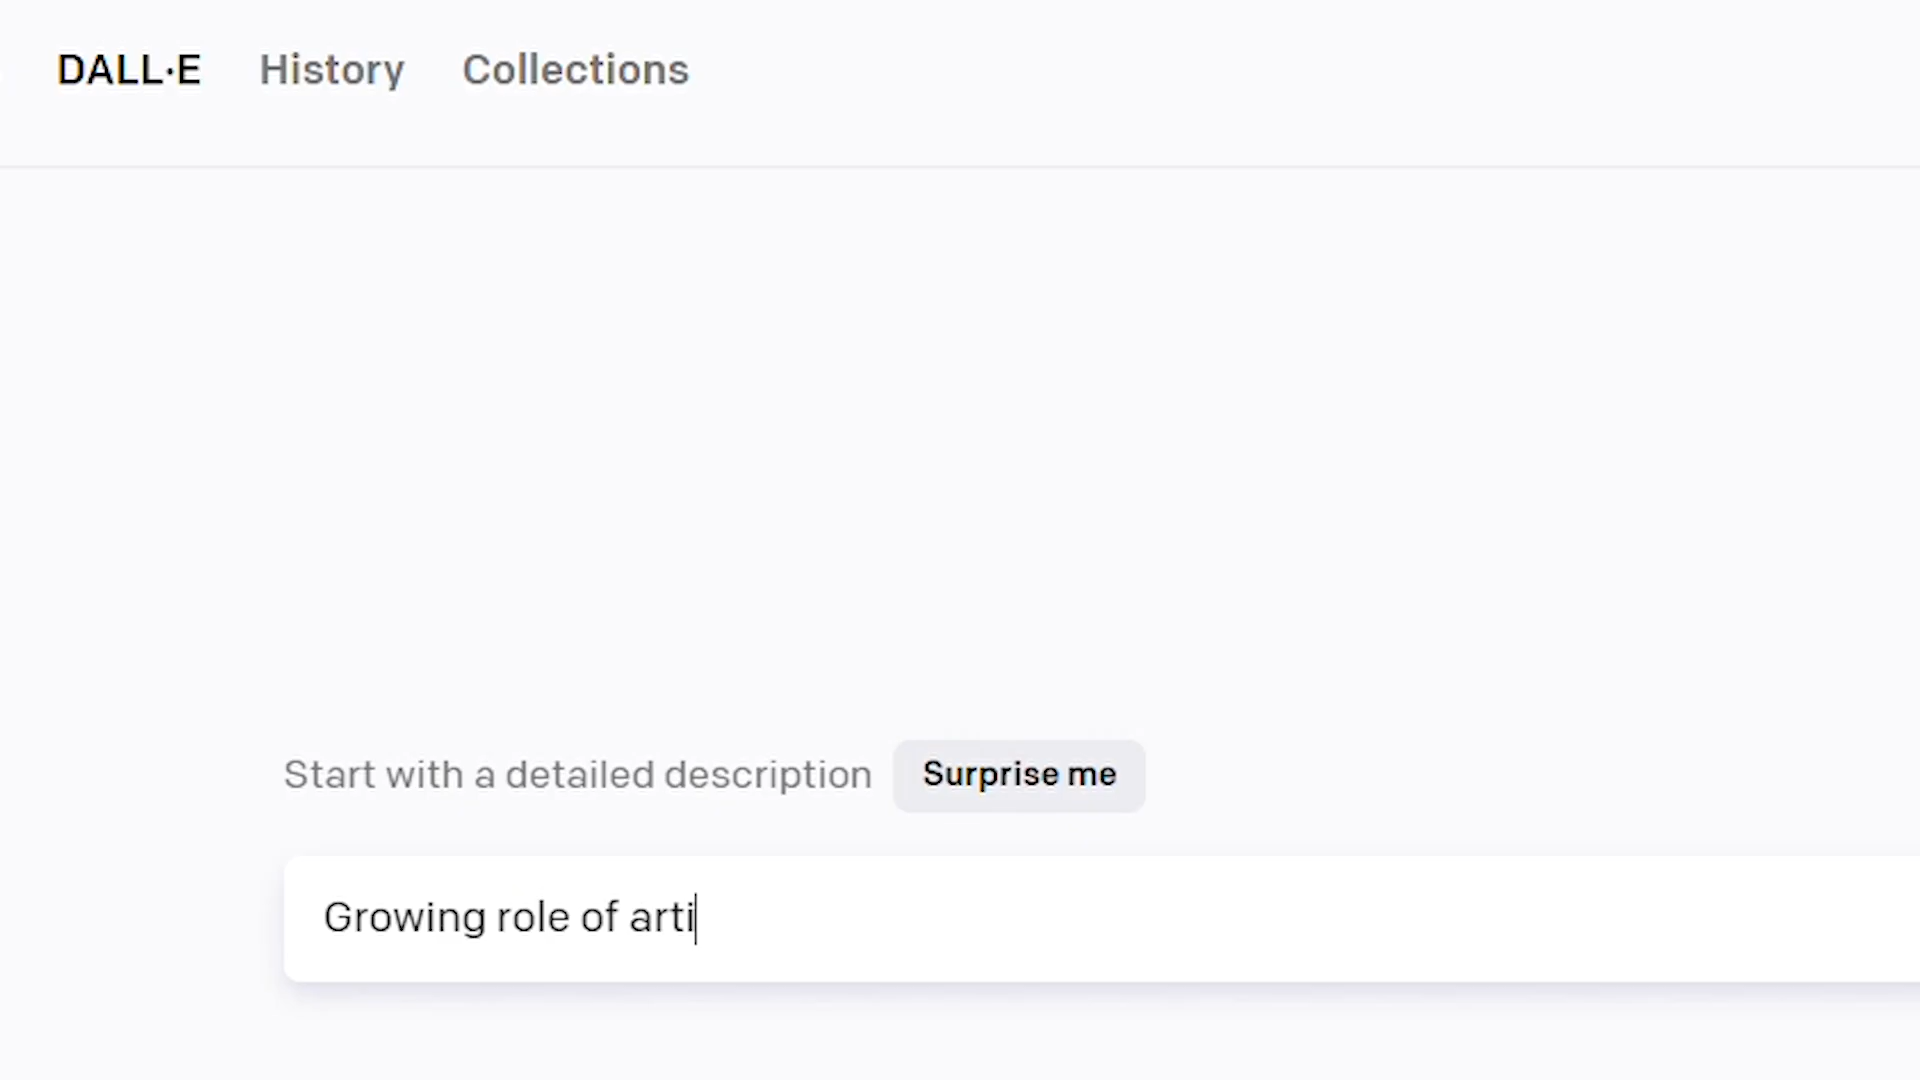 DALL·E History Collections
Start with a detailed description Surprise me
Growing role of arti